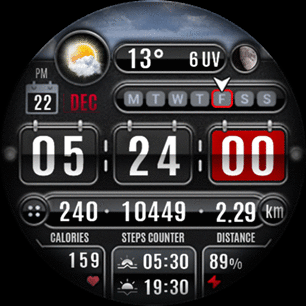 13° 6 UV
PM
22 DEC
M T W T F S S
05 24 00
240 · 10449 · 2.29 km
CALORIES STEPS COUNTER DISTANCE
159 05:30 89%
19:30